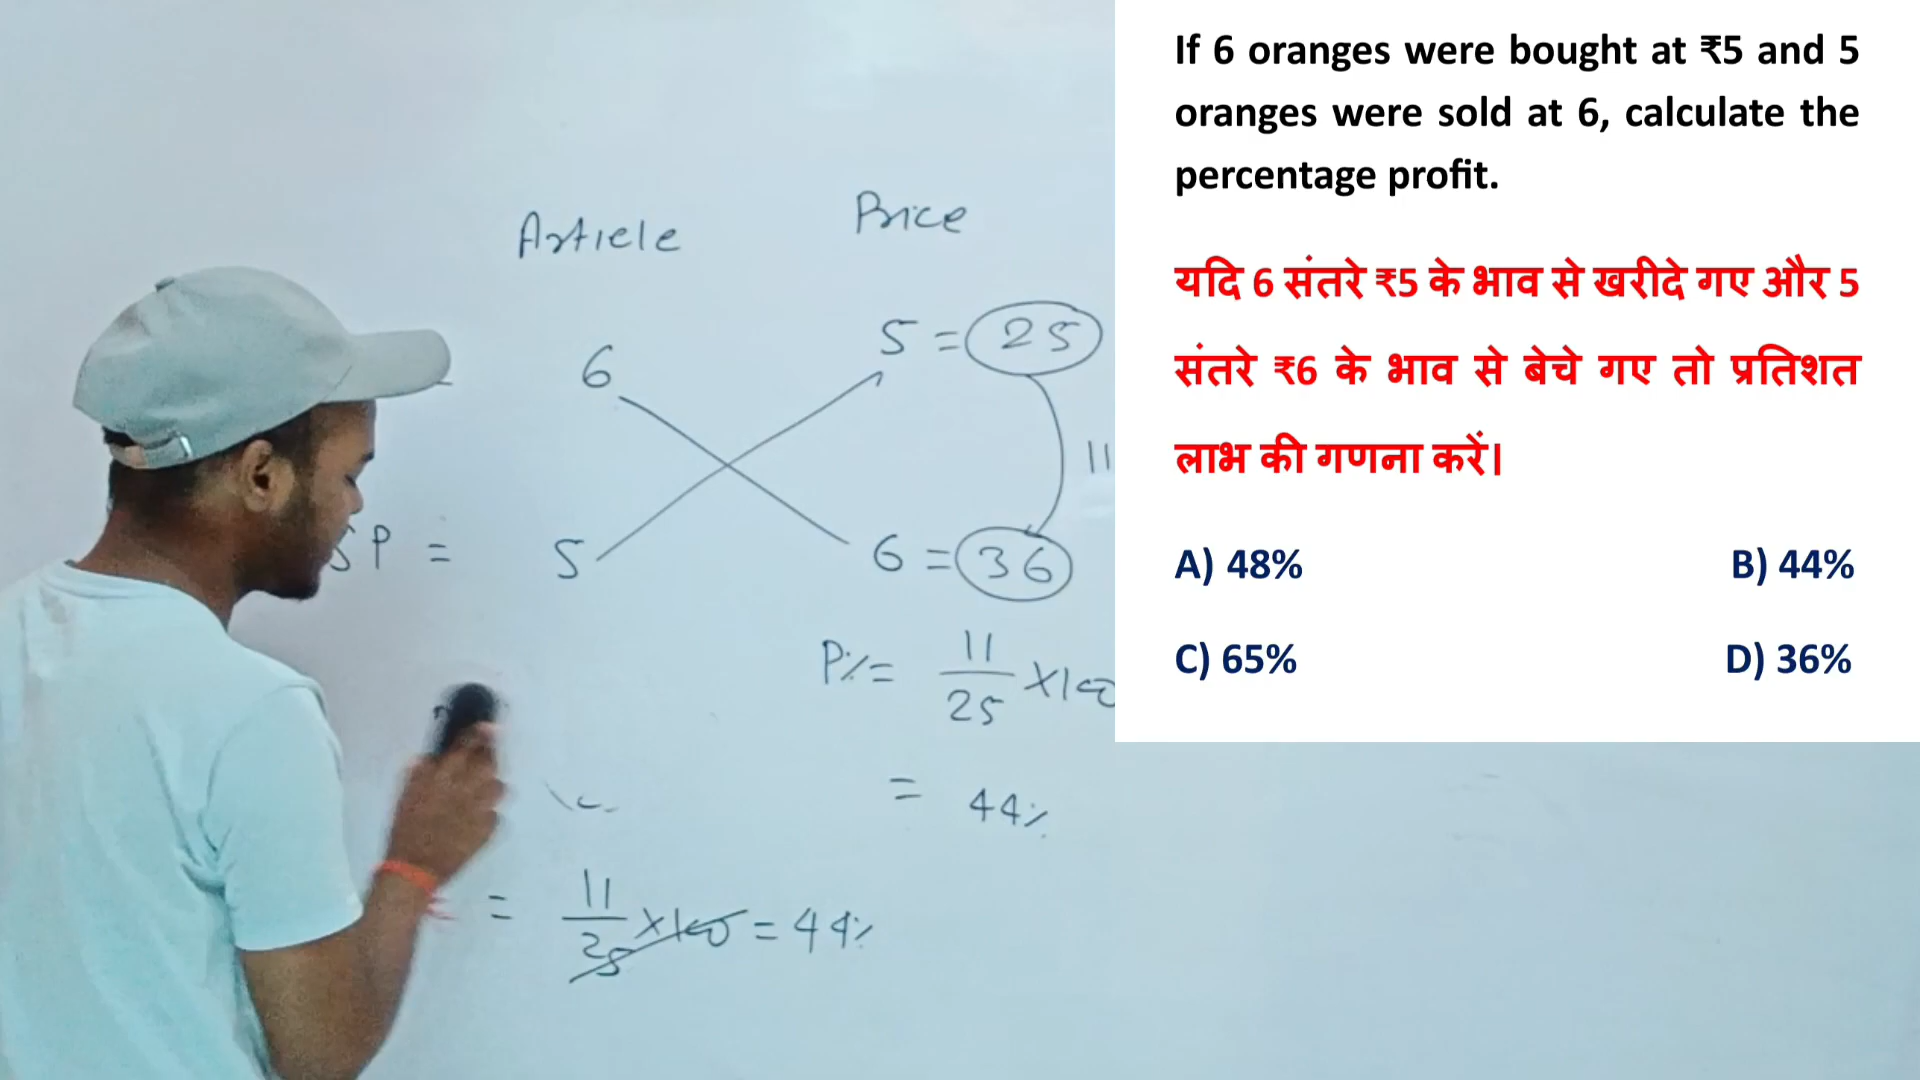 If 6 oranges were bought at ₹5 and 5
oranges were sold at 6, calculate the
percentage profit.
यदि 6 संतरे ₹5 के भाव से खरीदे गए और 5
संतरे ₹6 के भाव से बेचे गए तो प्रतिशत
लाभ की गणना करें।
A) 48% B) 44%
C) 65% D) 36%
Article Price
6 5 = 25
11
SP = 5 6 = 36
P% = 11/25 × 100
= 44%
= 11/25 × 100 = 44%